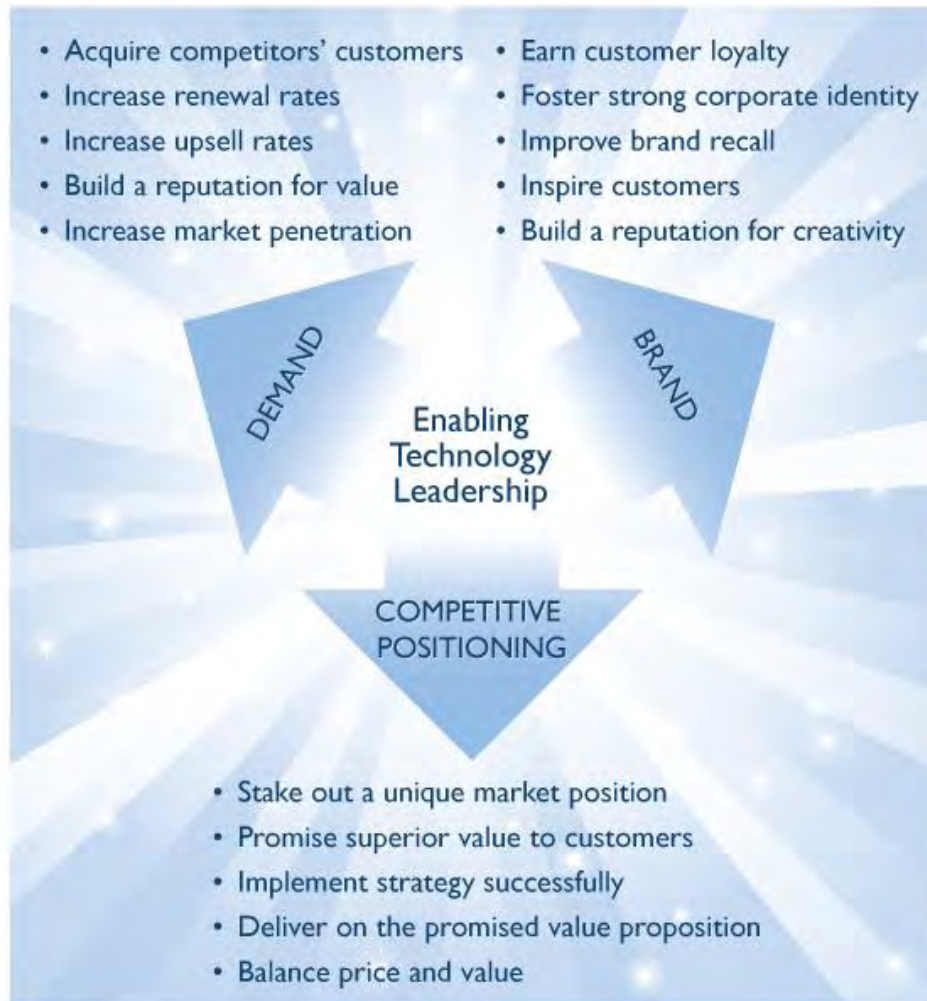 • Acquire competitors' customers
• Increase renewal rates
• Increase upsell rates
• Build a reputation for value
• Increase market penetration
• Earn customer loyalty
• Foster strong corporate identity
• Improve brand recall
• Inspire customers
• Build a reputation for creativity
DEMAND
BRAND
Enabling
Technology
Leadership
COMPETITIVE
POSITIONING
• Stake out a unique market position
• Promise superior value to customers
• Implement strategy successfully
• Deliver on the promised value proposition
• Balance price and value